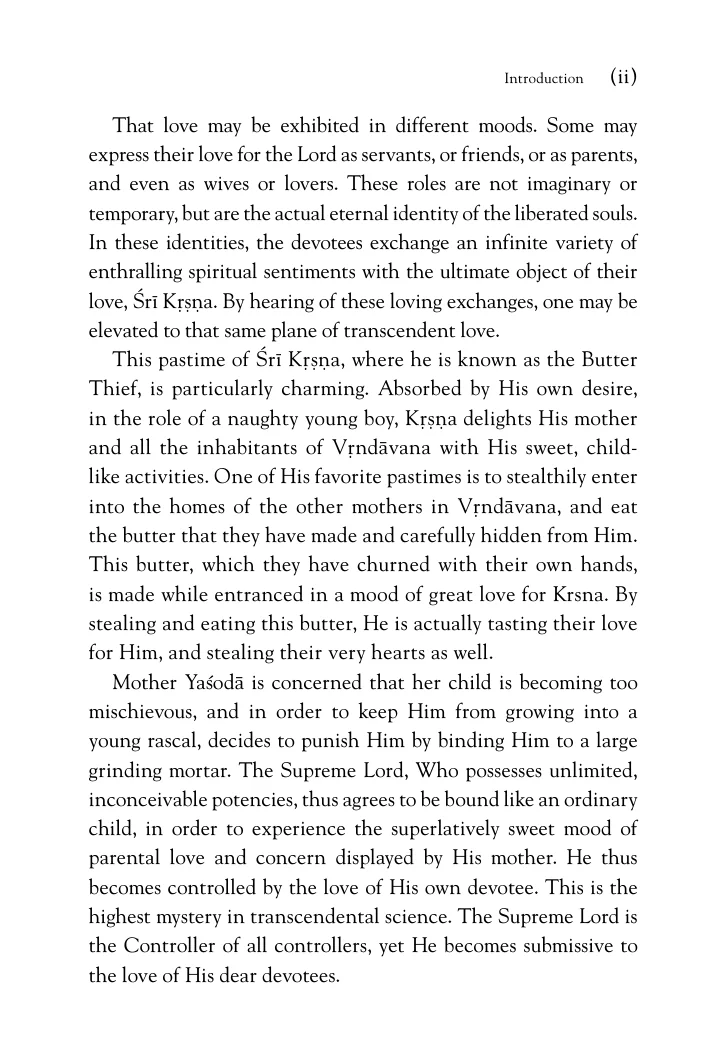 Introduction (ii)
That love may be exhibited in different moods. Some may
express their love for the Lord as servants, or friends, or as parents,
and even as wives or lovers. These roles are not imaginary or
temporary, but are the actual eternal identity of the liberated souls.
In these identities, the devotees exchange an infinite variety of
enthralling spiritual sentiments with the ultimate object of their
love, Śrī Kṛṣṇa. By hearing of these loving exchanges, one may be
elevated to that same plane of transcendent love.
This pastime of Śrī Kṛṣṇa, where he is known as the Butter
Thief, is particularly charming. Absorbed by His own desire,
in the role of a naughty young boy, Kṛṣṇa delights His mother
and all the inhabitants of Vṛndāvana with His sweet, child-
like activities. One of His favorite pastimes is to stealthily enter
into the homes of the other mothers in Vṛndāvana, and eat
the butter that they have made and carefully hidden from Him.
This butter, which they have churned with their own hands,
is made while entranced in a mood of great love for Krsna. By
stealing and eating this butter, He is actually tasting their love
for Him, and stealing their very hearts as well.
Mother Yaśodā is concerned that her child is becoming too
mischievous, and in order to keep Him from growing into a
young rascal, decides to punish Him by binding Him to a large
grinding mortar. The Supreme Lord, Who possesses unlimited,
inconceivable potencies, thus agrees to be bound like an ordinary
child, in order to experience the superlatively sweet mood of
parental love and concern displayed by His mother. He thus
becomes controlled by the love of His own devotee. This is the
highest mystery in transcendental science. The Supreme Lord is
the Controller of all controllers, yet He becomes submissive to
the love of His dear devotees.